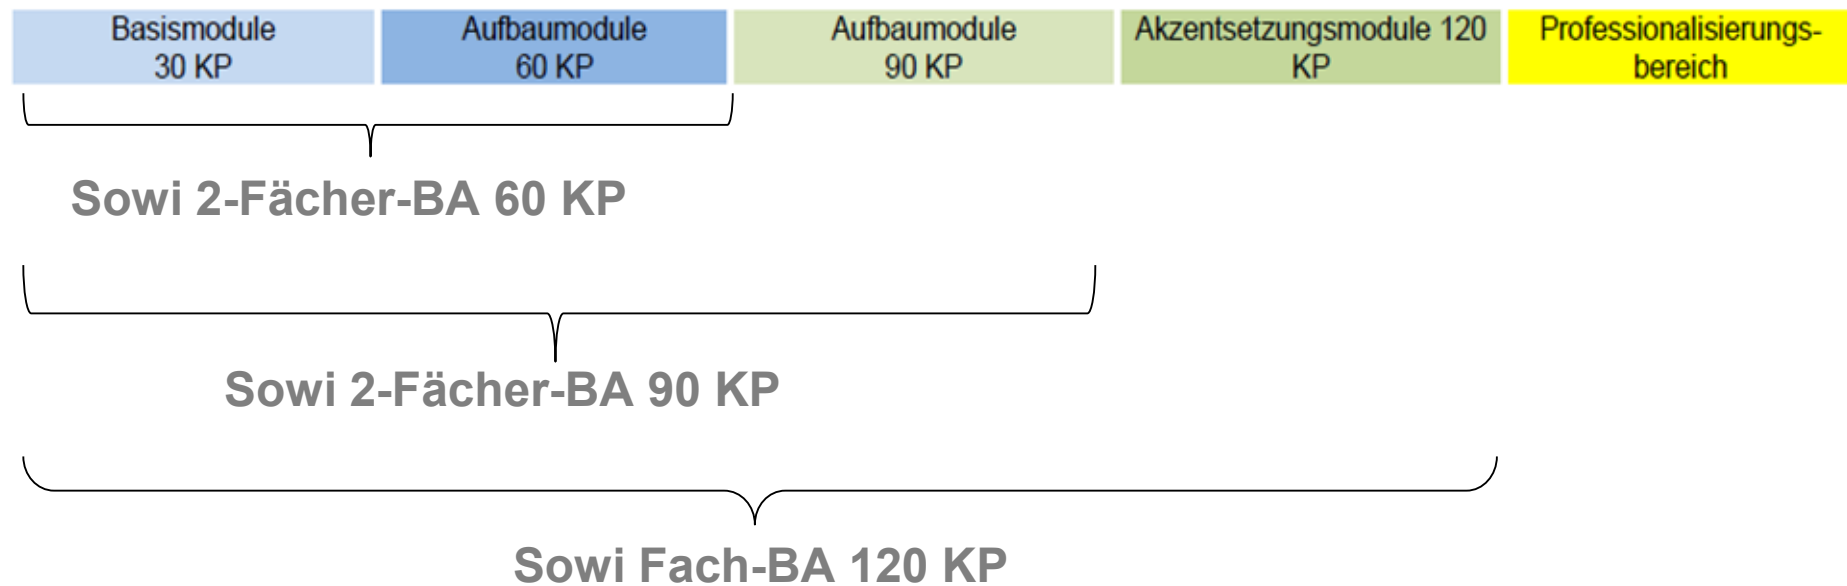 Basismodule
30 KP
Aufbaumodule
60 KP
Aufbaumodule
90 KP
Akzentsetzungsmodule 120
KP
Professionalisierungs-
bereich
Sowi 2-Fächer-BA 60 KP
Sowi 2-Fächer-BA 90 KP
Sowi Fach-BA 120 KP